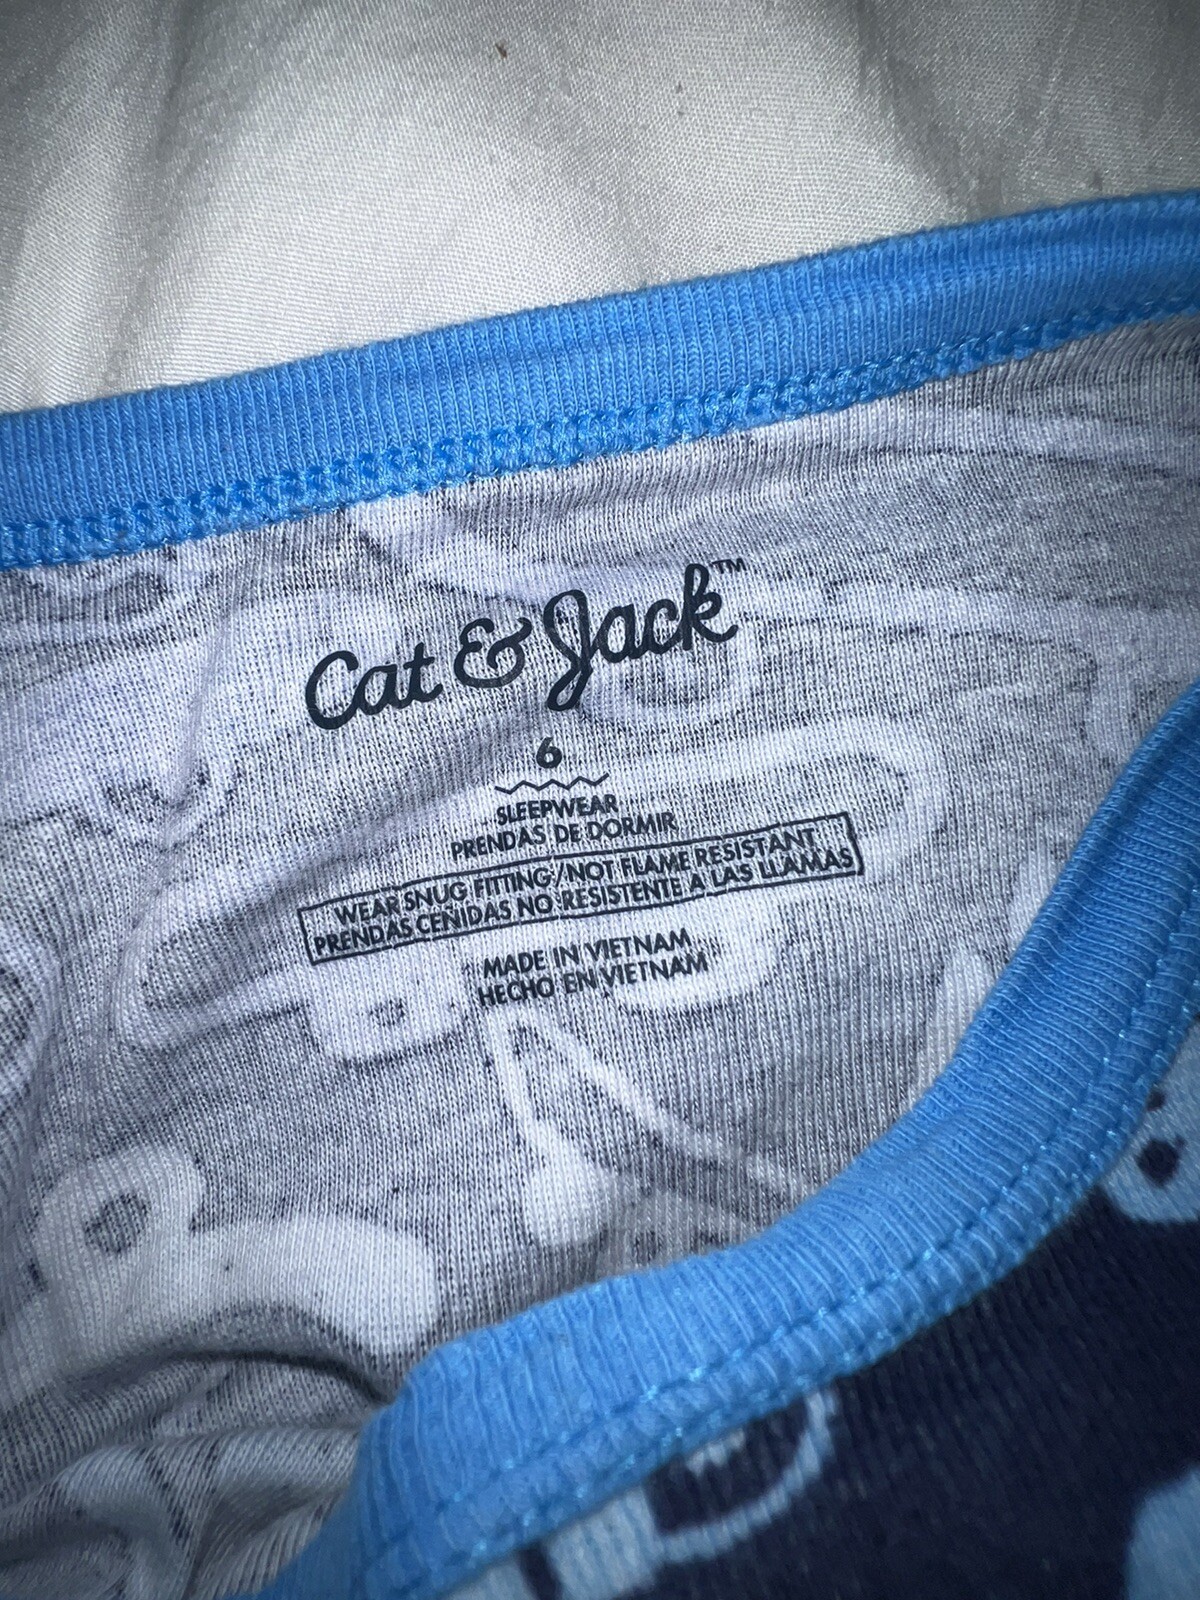 Cat & Jack™
6
SLEEPWEAR
PRENDAS DE DORMIR
WEAR SNUG FITTING/NOT FLAME RESISTANT
PRENDAS CEÑIDAS NO RESISTENTE A LAS LLAMAS
MADE IN VIETNAM
HECHO EN VIETNAM